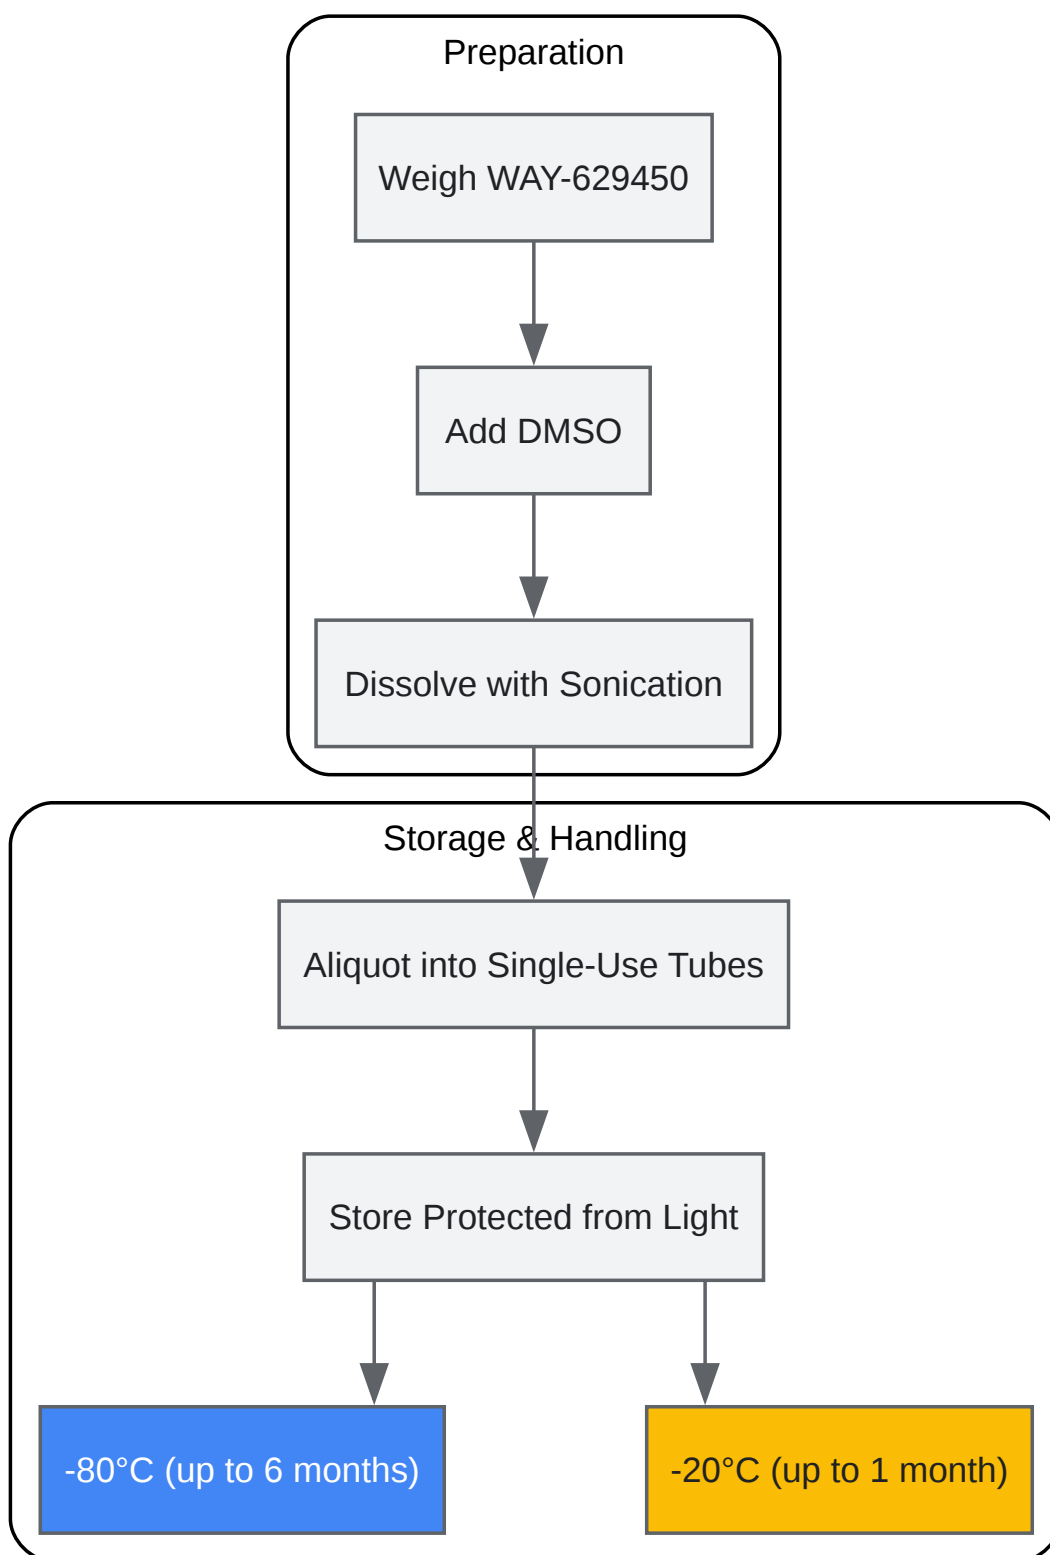 Preparation
Weigh WAY-629450
Add DMSO
Dissolve with Sonication
Storage & Handling
Aliquot into Single-Use Tubes
Store Protected from Light
-80°C (up to 6 months)
-20°C (up to 1 month)